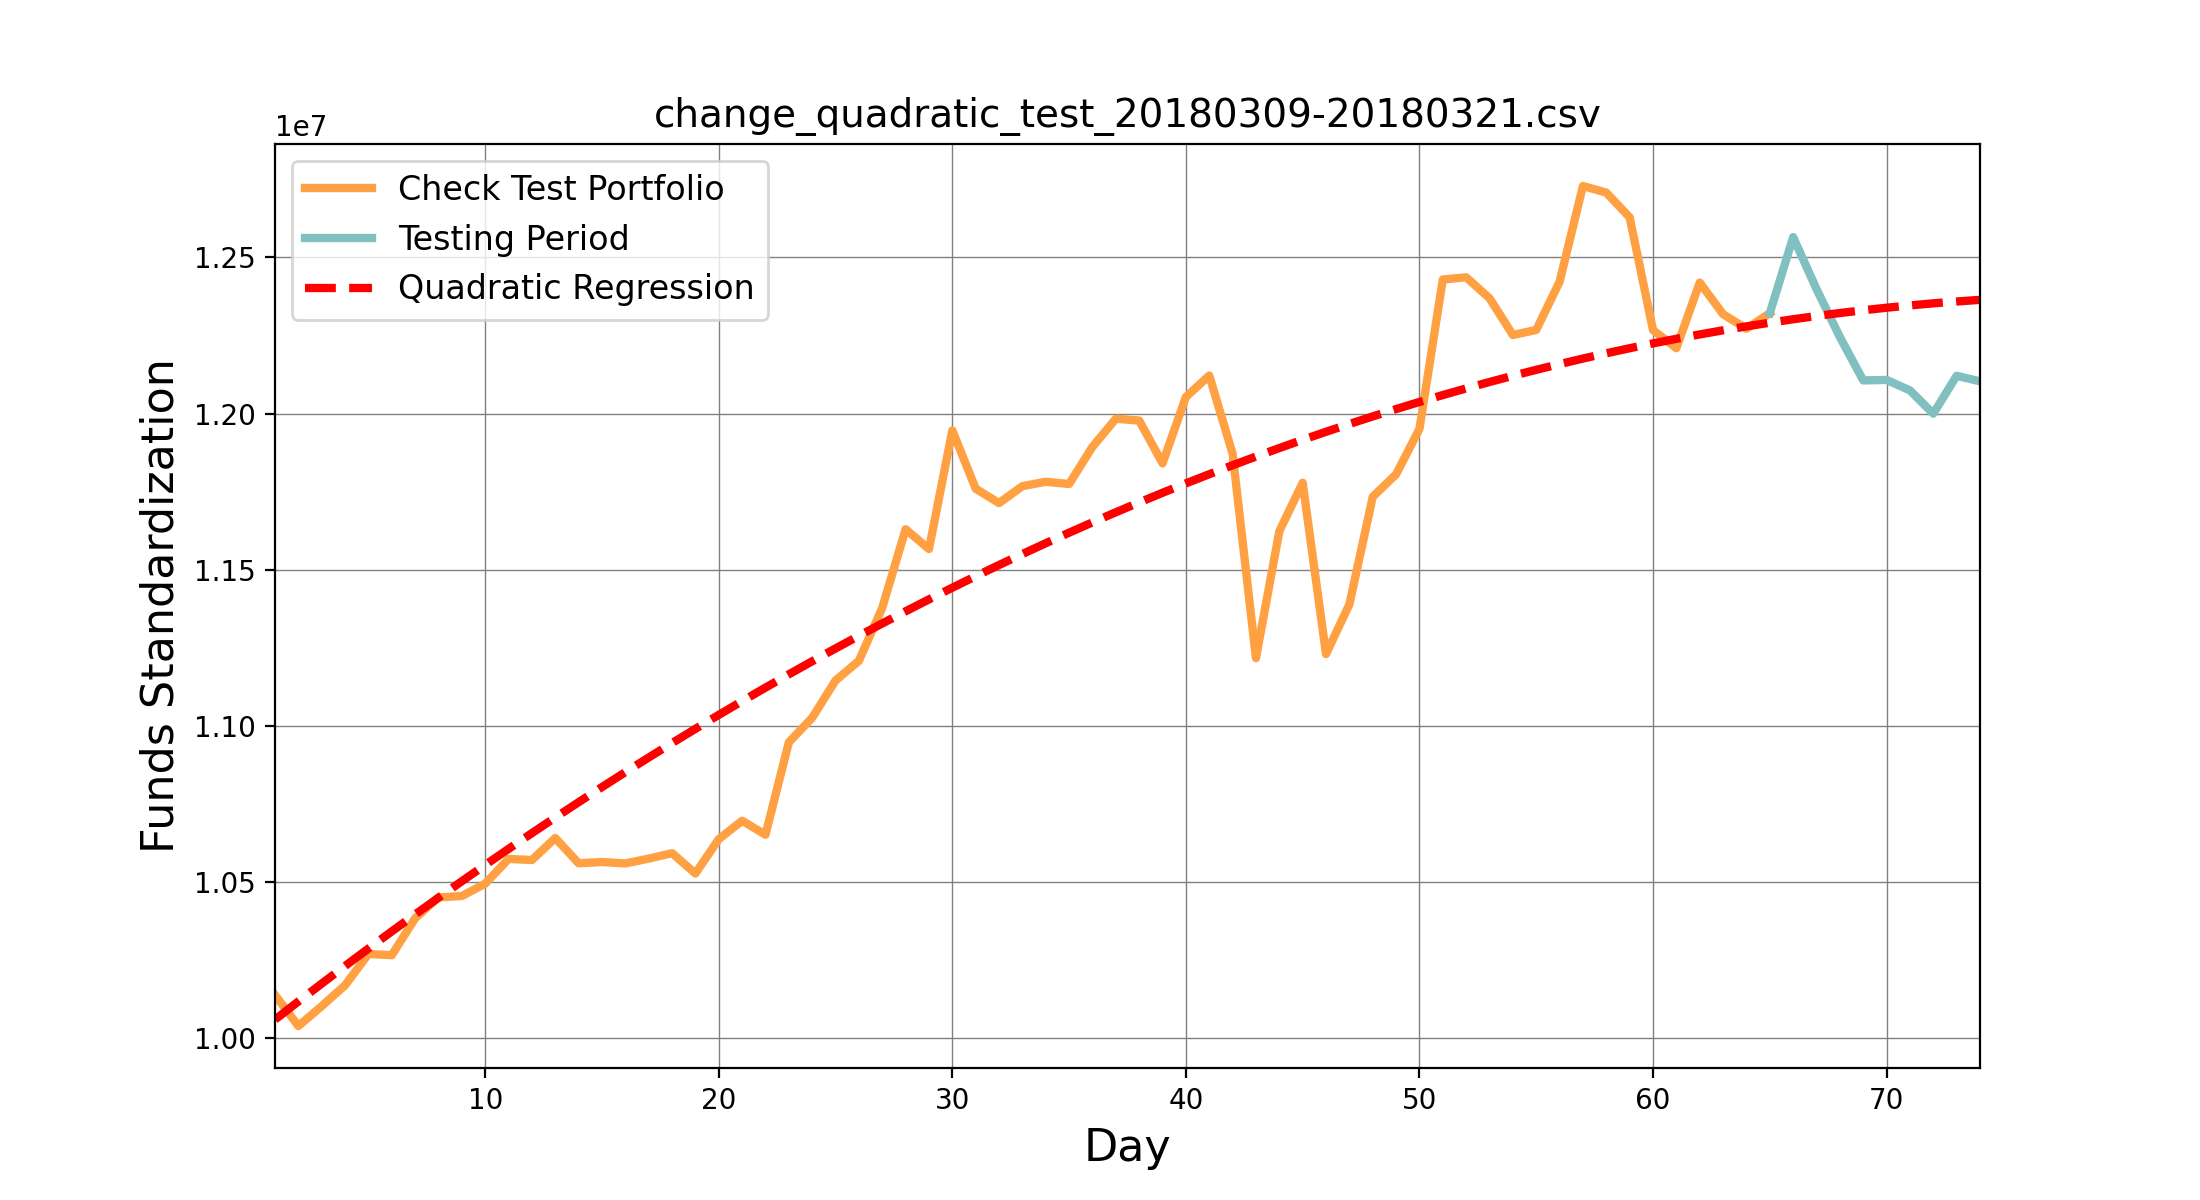 change_quadratic_test_20180309-20180321.csv
1e7
Check Test Portfolio
Testing Period
Quadratic Regression
Funds Standardization
1.25
1.20
1.15
1.10
1.05
1.00
10 20 30 40 50 60 70
Day